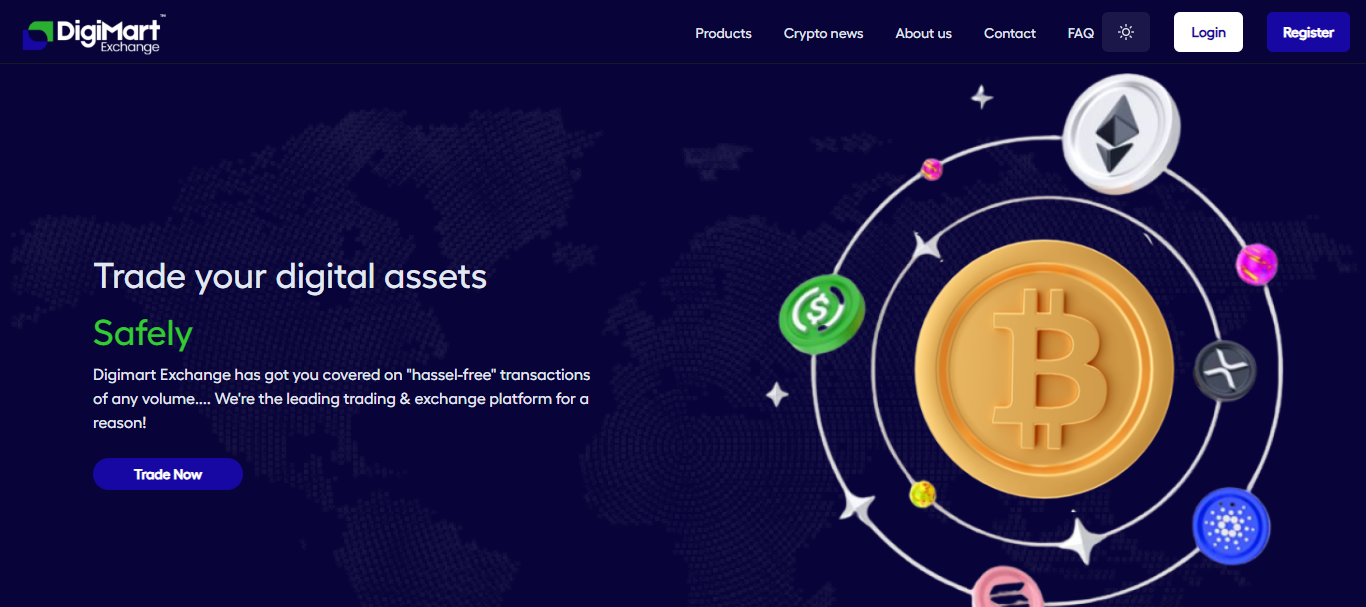 DigiMart™
Exchange
Products
Crypto news
About us
Contact
FAQ
Login
Register
Trade your digital assets
Safely
Digimart Exchange has got you covered on "hassel-free" transactions
of any volume.... We're the leading trading & exchange platform for a
reason!
Trade Now